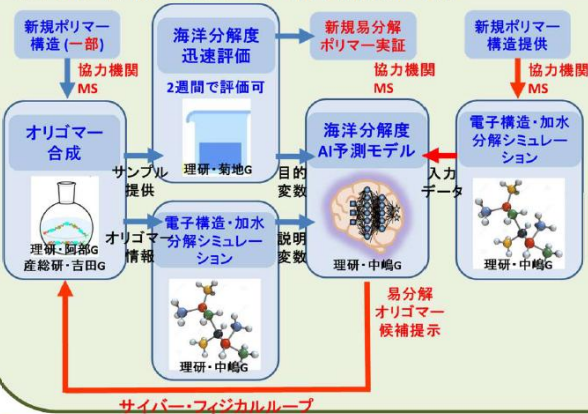 新規ポリマー
構造(一部)
協力機関
MS
オリゴマー
合成
理研・阿部G
産総研・吉田G
サンプル
提供
オリゴマー
情報
海洋分解度
迅速評価
2週間で評価可
理研・菊地G
電子構造・加水
分解シミュレー
ション
理研・中嶋G
目的
変数
説明
変数
新規易分解
ポリマー実証
協力機関
MS
海洋分解度
AI予測モデル
理研・中嶋G
入力
データ
新規ポリマー
構造提供
協力機関
MS
電子構造・加水
分解シミュレー
ション
理研・中嶋G
易分解
オリゴマー
候補提示
サイバー・フィジカルループ